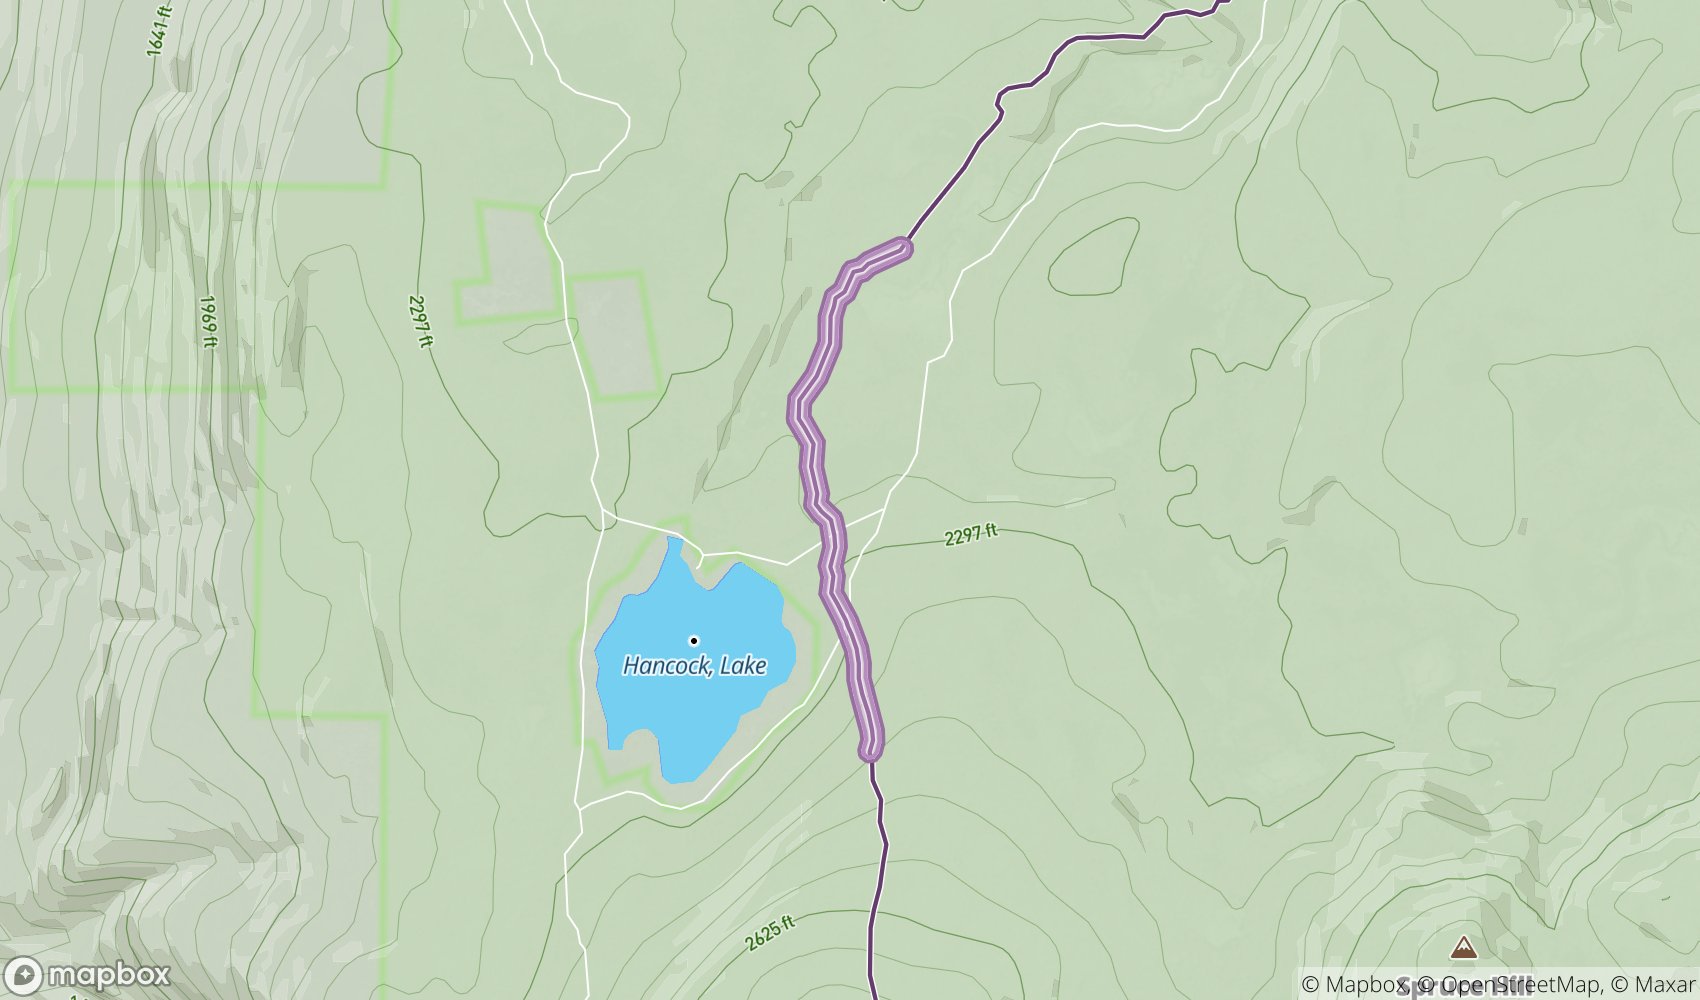 1641 ft
1969 ft
2297 ft
2297 ft
Hancock, Lake
2625 ft
mapbox
© Mapbox, © OpenStreetMap, © Maxar